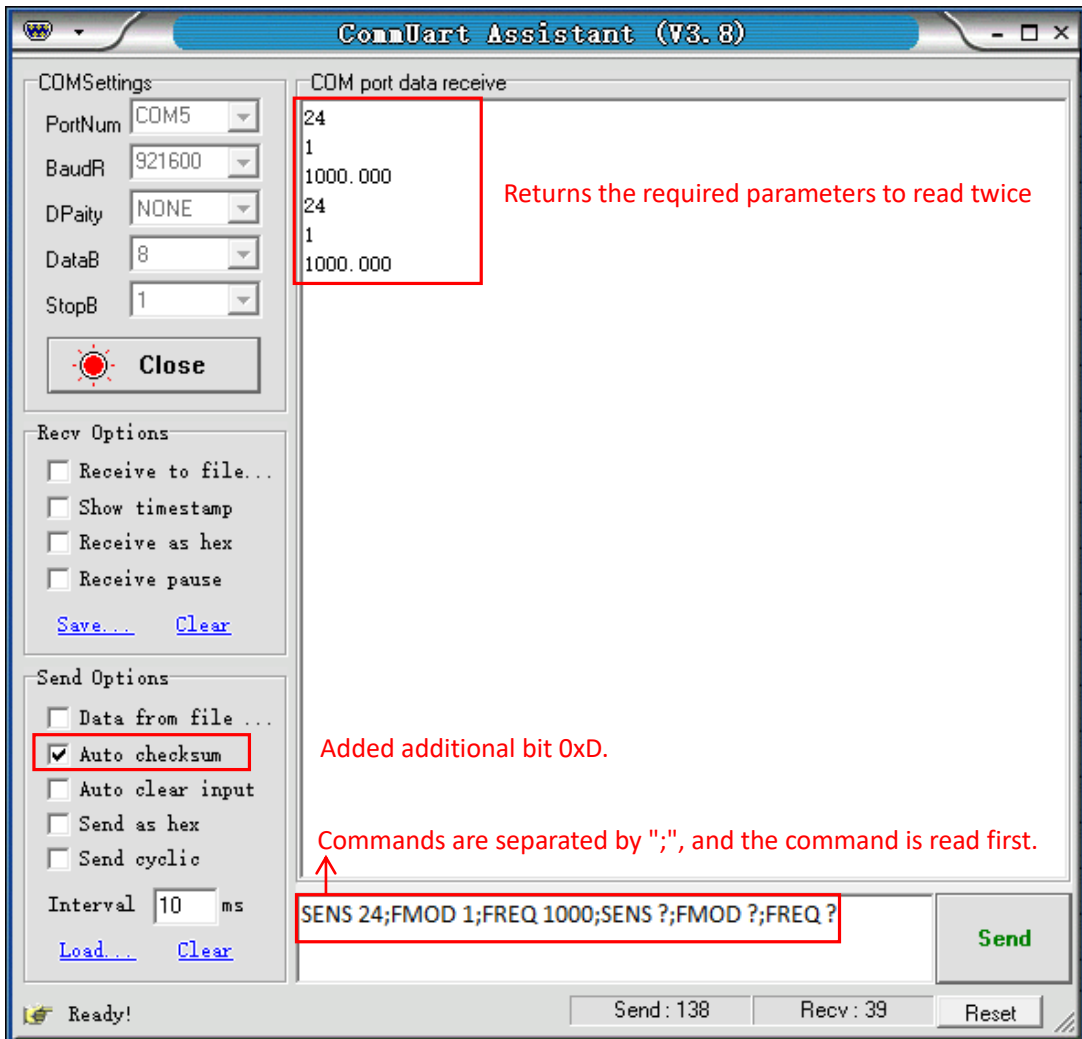 CommUart Assistant (V3.8)
COMSettings
PortNum COM5
BaudR 921600
DPaity NONE
DataB 8
StopB 1
Close
Recv Options
Receive to file...
Show timestamp
Receive as hex
Receive pause
Save... Clear
Send Options
Data from file ...
Auto checksum
Auto clear input
Send as hex
Send cyclic
Interval 10 ms
Load... Clear
COM port data receive
24
1
1000.000
24
1
1000.000
Returns the required parameters to read twice
Added additional bit 0xD.
Commands are separated by ";", and the command is read first.
SENS 24;FMOD 1;FREQ 1000;SENS ?;FMOD ?;FREQ ?
Send
Ready!
Send : 138
Recv : 39
Reset